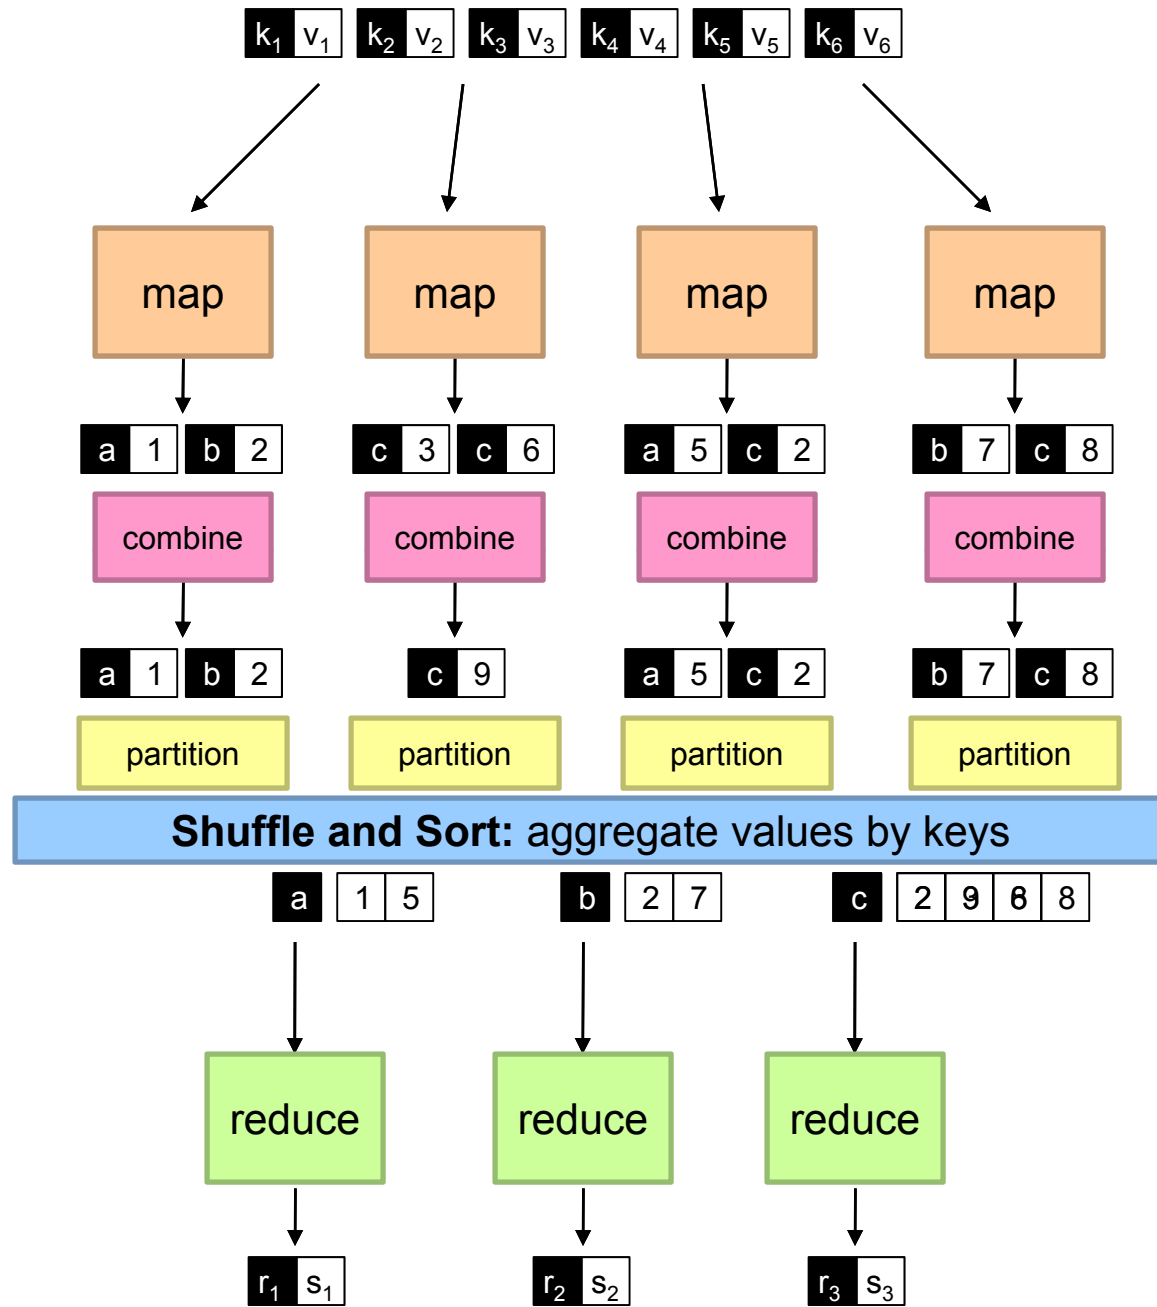 k1 v1 k2 v2 k3 v3 k4 v4 k5 v5 k6 v6
map map map map
a 1 b 2 c 3 c 6 a 5 c 2 b 7 c 8
combine combine combine combine
a 1 b 2 c 9 a 5 c 2 b 7 c 8
partition partition partition partition
Shuffle and Sort: aggregate values by keys
a 1 5 b 2 7 c 2 8
reduce reduce reduce
r1 s1 r2 s2 r3 s3